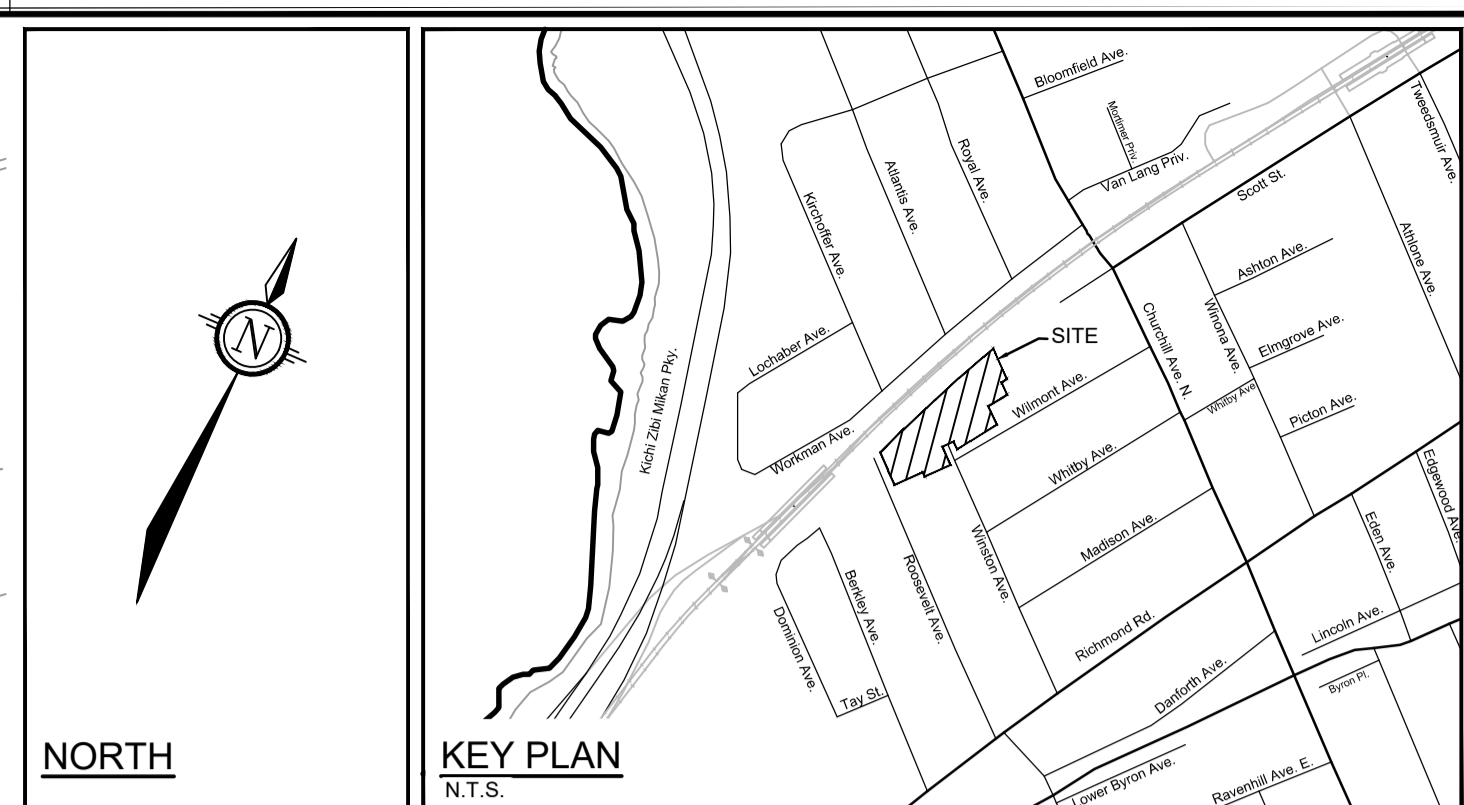 N
NORTH
KEY PLAN
N.T.S.
SITE
Bloomfield Ave.
Mortimer Priv.
Van Lang Priv.
Tweedsmuir Ave.
Scott St.
Royal Ave.
Atlantis Ave.
Kirchoffer Ave.
Athlone Ave.
Ashton Ave.
Winona Ave.
Churchill Ave. N.
Elmgrove Ave.
Lochaber Ave.
Kichi Zibi Mikan Pky.
Wilmont Ave.
Whitby Ave.
Picton Ave.
Workman Ave.
Whitby Ave.
Edgewood Ave.
Madison Ave.
Eden Ave.
Winston Ave.
Roosevelt Ave.
Berkley Ave.
Dominion Ave.
Richmond Rd.
Lincoln Ave.
Tay St.
Danforth Ave.
Byron Pl.
Lower Byron Ave.
Ravenhill Ave. E.